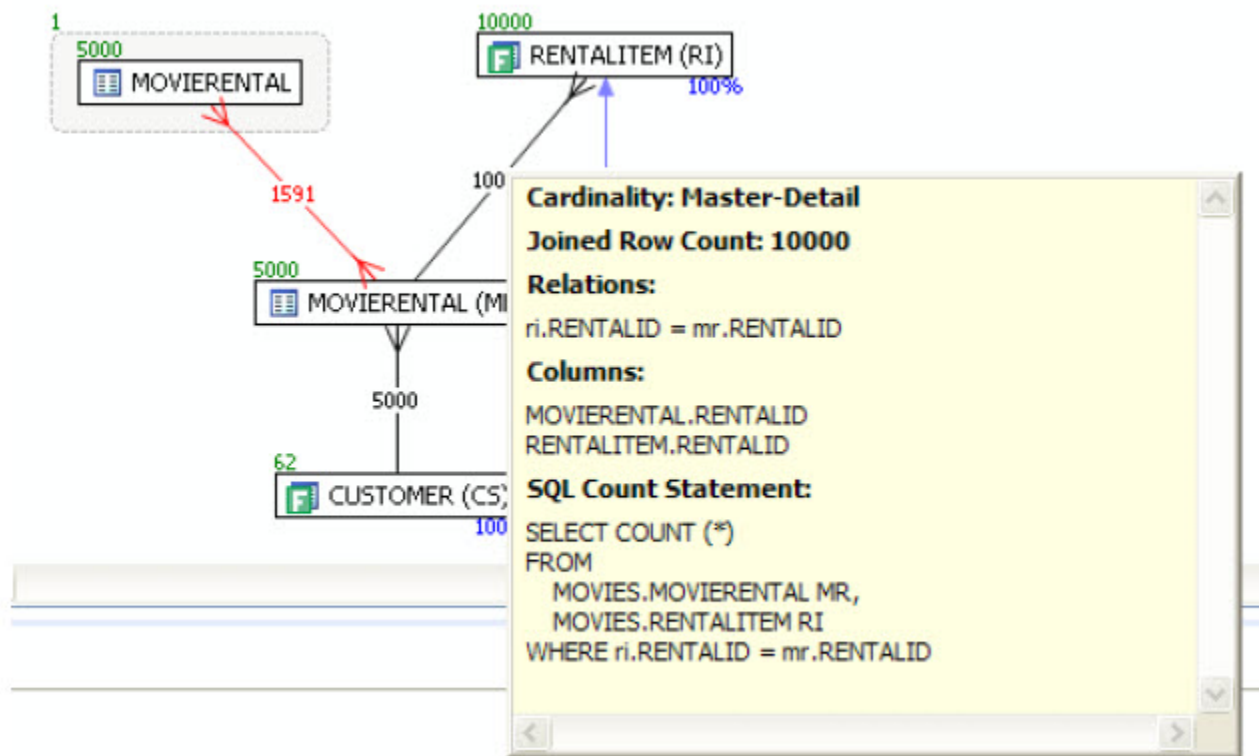 1
5000
MOVIERENTAL
10000
RENTALITEM (RI)
100%
1591
100
5000
MOVIERENTAL (M
5000
62
CUSTOMER (CS)
100
Cardinality: Master-Detail
Joined Row Count: 10000
Relations:
ri.RENTALID = mr.RENTALID
Columns:
MOVIERENTAL.RENTALID
RENTALITEM.RENTALID
SQL Count Statement:
SELECT COUNT (*)
FROM
MOVIES.MOVIERENTAL MR,
MOVIES.RENTALITEM RI
WHERE ri.RENTALID = mr.RENTALID